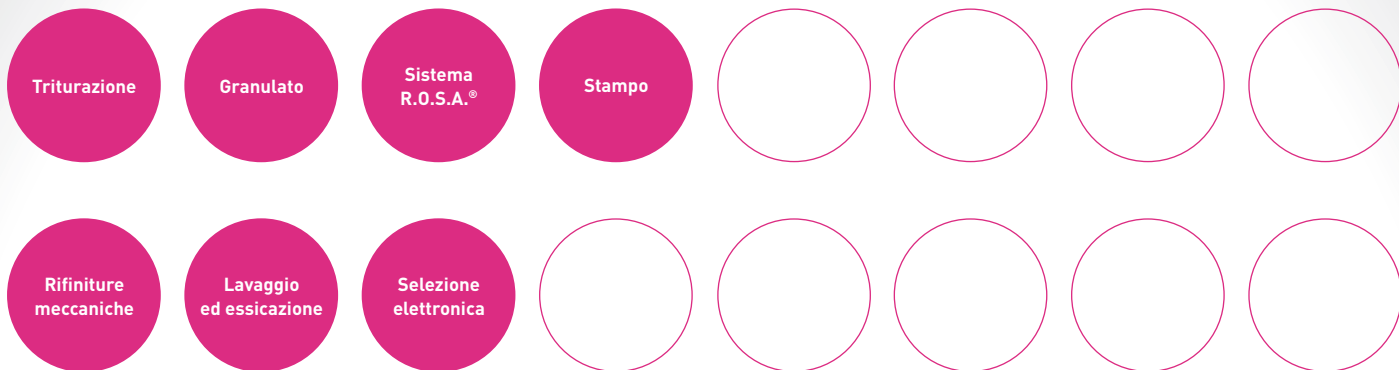 Triturazione
Granulato
Sistema
R.O.S.A.®
Stampo
Rifiniture
meccaniche
Lavaggio
ed essicazione
Selezione
elettronica